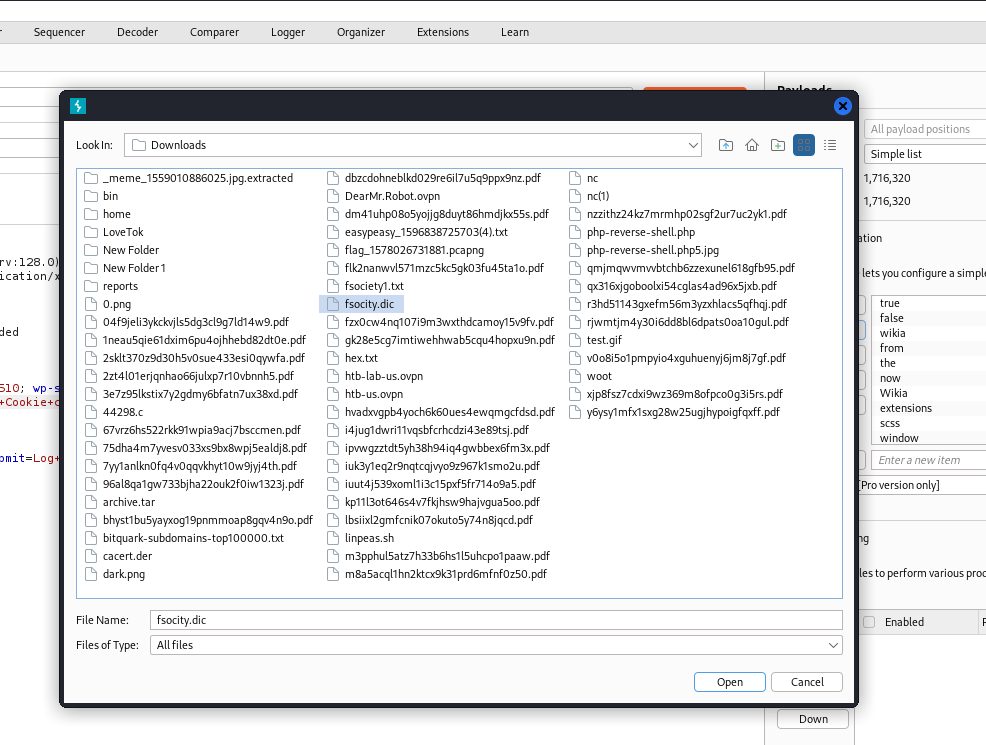 Sequencer Decoder Comparer Logger Organizer Extensions Learn
Payloads
Look In: Downloads
_meme_1559010886025.jpg.extracted
bin
home
LoveTok
New Folder
New Folder1
reports
0.png
04f9jeli3ykckvjls5dg3cl9g7ld14w9.pdf
1neau5qie61dxim6pu4ojhhebd82dt0e.pdf
2sklt370z9d30h5v0sue433esi0qywfa.pdf
2zt4l01erjqnhao66julxp7r10vbnnh5.pdf
3e7z95lkstix7y2gdmy6bfatn7ux38xd.pdf
44298.c
67vrz6hs522rkk91wpia9acj7bsccmen.pdf
75dha4m7yvesv033xs9bx8wpj5ealdj8.pdf
7yy1anlkn0fq4v0qqvkhyt10w9jyj4th.pdf
96al8qa1gw733bjha22ouk2f0iw1323j.pdf
archive.tar
bhyst1bu5yayxog19pnmmoap8gqv4n9o.pdf
bitquark-subdomains-top100000.txt
cacert.der
dark.png
dbzcdohneblkd029re6il7u5q9ppx9nz.pdf
DearMr.Robot.ovpn
dm41uhp08o5yojjg8duyt86hmdjkx55s.pdf
easypeasy_1596838725703(4).txt
flag_1578026731881.pcapng
flk2nanwvl571mzc5kc5gk03fu45ta1o.pdf
fsociety1.txt
fsocity.dic
fzx0cw4nq107i9m3wxthdcamoy15v9fv.pdf
gk28e5cg7imtiwehhwab5cqu4hopxu9n.pdf
hex.txt
htb-lab-us.ovpn
htb-us.ovpn
hvadxvgpb4yoch6k60ues4ewqmgcfdsd.pdf
i4jug1dwri11vqsbfcrhcdzi43e89tsj.pdf
ipvwgzztdt5yh38h94iq4gwbbex6fm3x.pdf
iuk3y1eq2r9nqtcqjvyo9z967k1smo2u.pdf
iuut4j539xoml1i3c15pxf5fr714o9a5.pdf
kp11l3ot646s4v7fkjhsw9hajvgua5oo.pdf
lbsiixl2gmfcnik07okuto5y74n8jqcd.pdf
linpeas.sh
m3pphul5atz7h33b6hs1l5uhcpo1paaw.pdf
m8a5acql1hn2ktcx9k31prd6mfnf0z50.pdf
nc
nc(1)
nzzithz24kz7mrmhp02sgf2ur7uc2yk1.pdf
php-reverse-shell.php
php-reverse-shell.php5.jpg
qmjmqwvmvvbtchb6zzexunel618gfb95.pdf
qx316xjgoboolxi54cglas4ad96x5jxb.pdf
r3hd51143gxefm56m3yzxhlacs5qfhqj.pdf
rjwmtjm4y30i6dd8bl6dpats0oa10gul.pdf
test.gif
v0o8i5o1pmpyio4xguhuenyj6jm8j7gf.pdf
woot
xjp8fsz7cdxi9wz369m8ofpco0g3i5rs.pdf
y6ysy1mfx1sxg28w25ugjhypoigfqxff.pdf
File Name: fsocity.dic
Files of Type: All files
Open Cancel
rv:128.0)
ication/x
ded
510; wp-s
+Cookie+c
bmit=Log+
All payload positions
Simple list
1,716,320
1,716,320
ation
lets you configure a simple
true
false
wikia
from
the
now
Wikia
extensions
scss
window
Enter a new item
[Pro version only]
ng
les to perform various proc
Enabled
Down